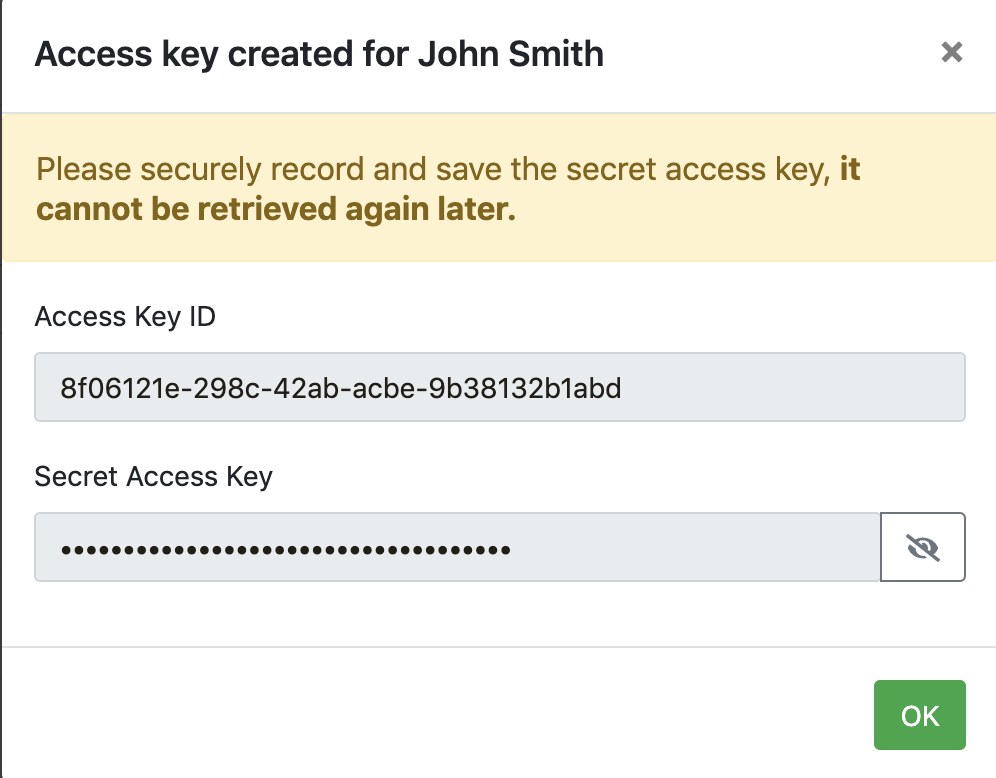 Access key created for John Smith
Please securely record and save the secret access key, it
cannot be retrieved again later.
Access Key ID
8f06121e-298c-42ab-acbe-9b38132b1abd
Secret Access Key
••••••••••••••••••••••••••••••••••••
OK